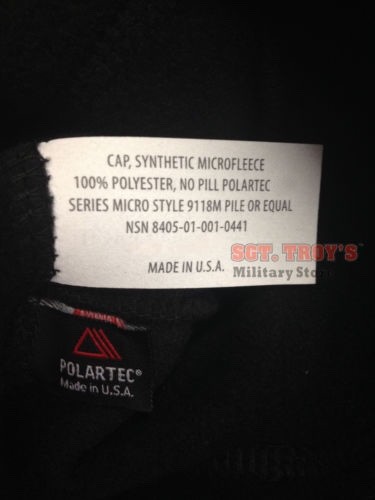 CAP, SYNTHETIC MICROFLEECE
100% POLYESTER, NO PILL POLARTEC
SERIES MICRO STYLE 9118M PILE OR EQUAL
NSN 8405-01-001-0441
MADE IN U.S.A.
SGT. TROY'S™
Military Store
POLARTEC®
Made in U.S.A.